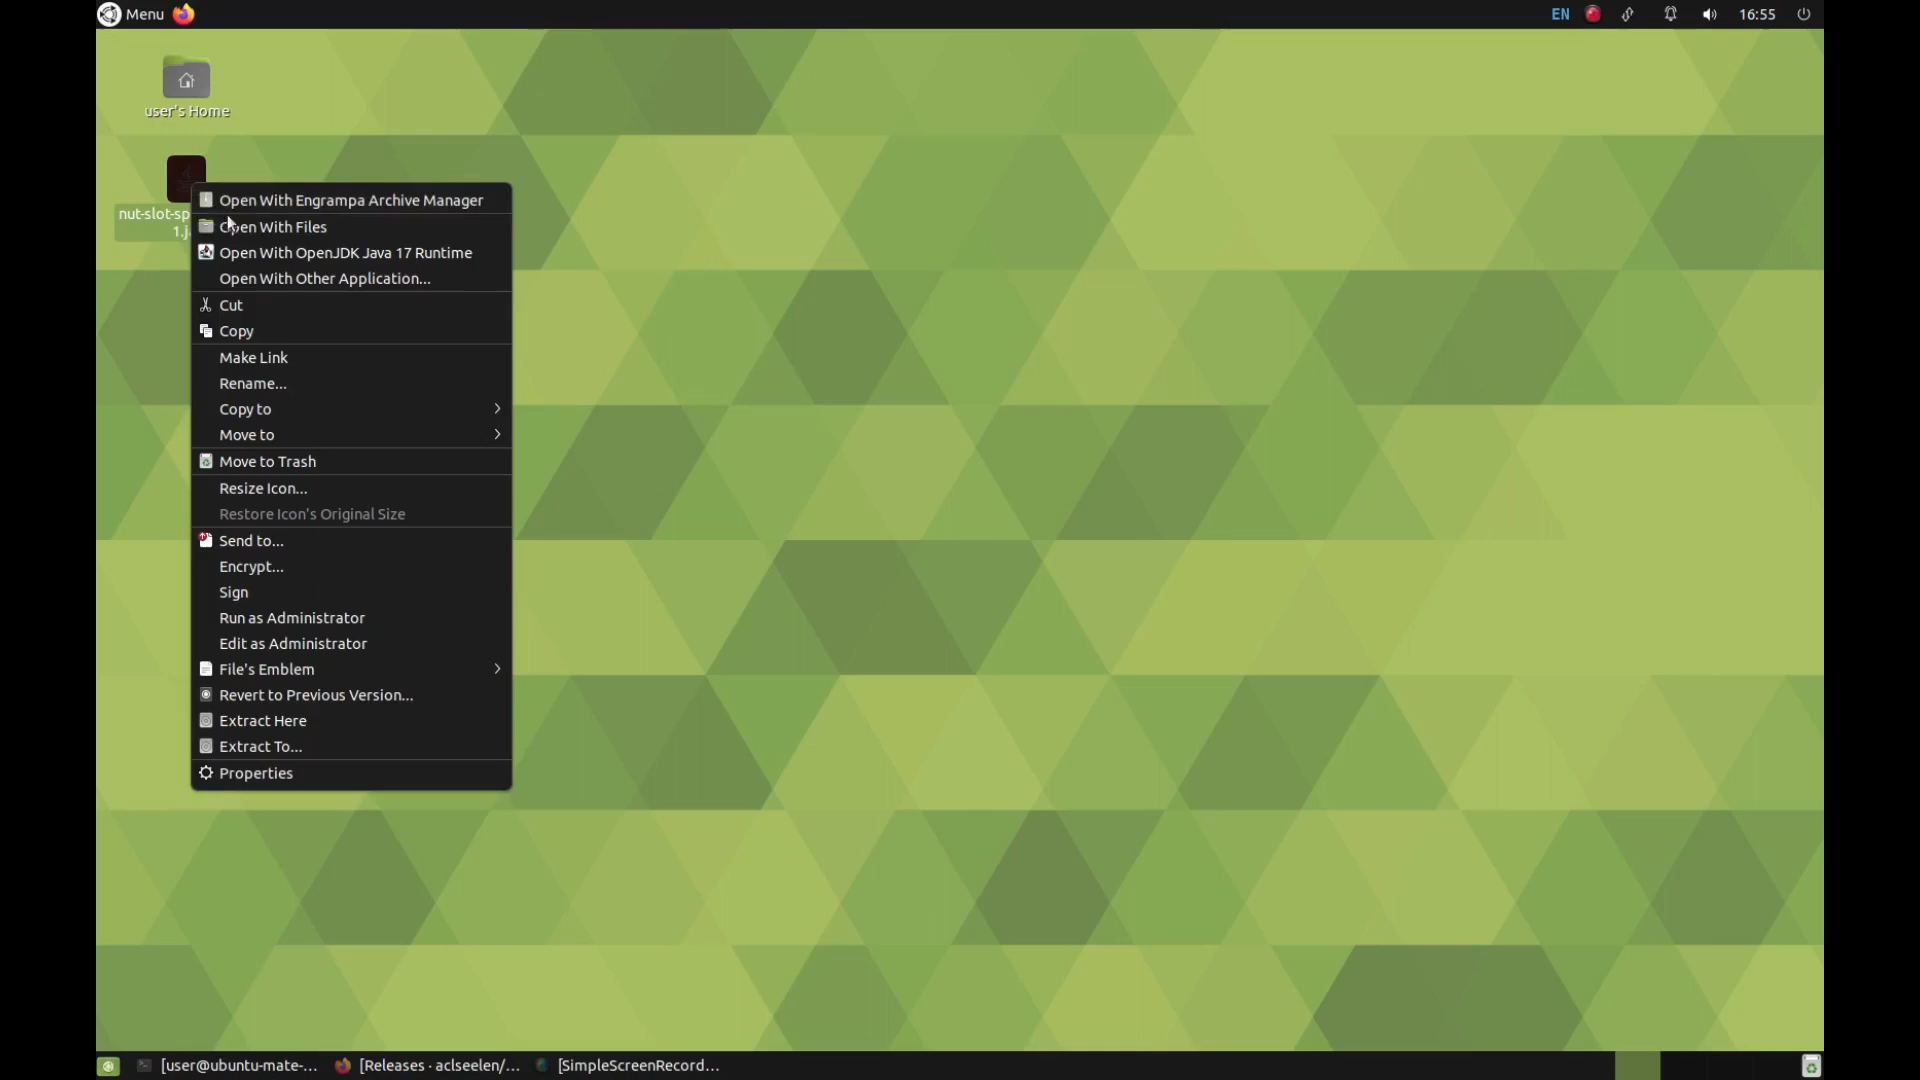 Menu
EN
16:55
user's Home
nut-slot-sp
1.j
Open With Engrampa Archive Manager
Open With Files
Open With OpenJDK Java 17 Runtime
Open With Other Application...
Cut
Copy
Make Link
Rename...
Copy to
Move to
Move to Trash
Resize Icon...
Restore Icon's Original Size
Send to...
Encrypt...
Sign
Run as Administrator
Edit as Administrator
File's Emblem
Revert to Previous Version...
Extract Here
Extract To...
Properties
[user@ubuntu-mate-...
[Releases · aclseelen/...
[SimpleScreenRecord...